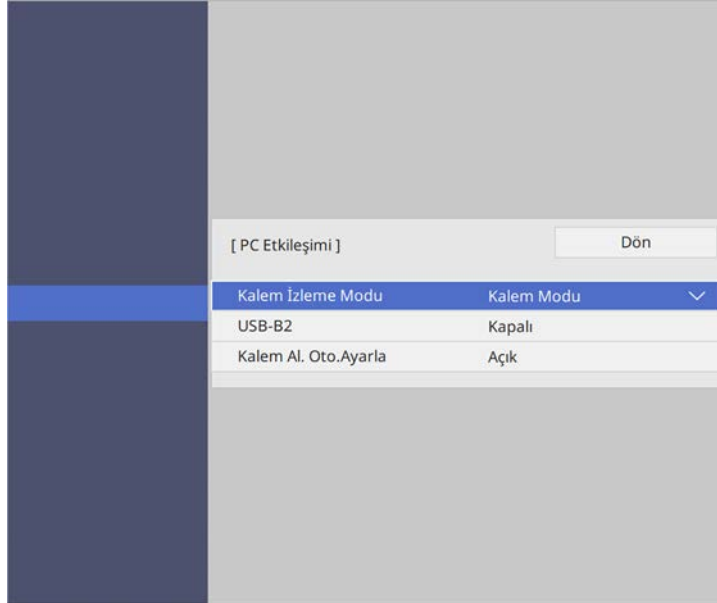 [ PC Etkileşimi ] Dön
Kalem İzleme Modu Kalem Modu
USB-B2 Kapalı
Kalem Al. Oto.Ayarla Açık